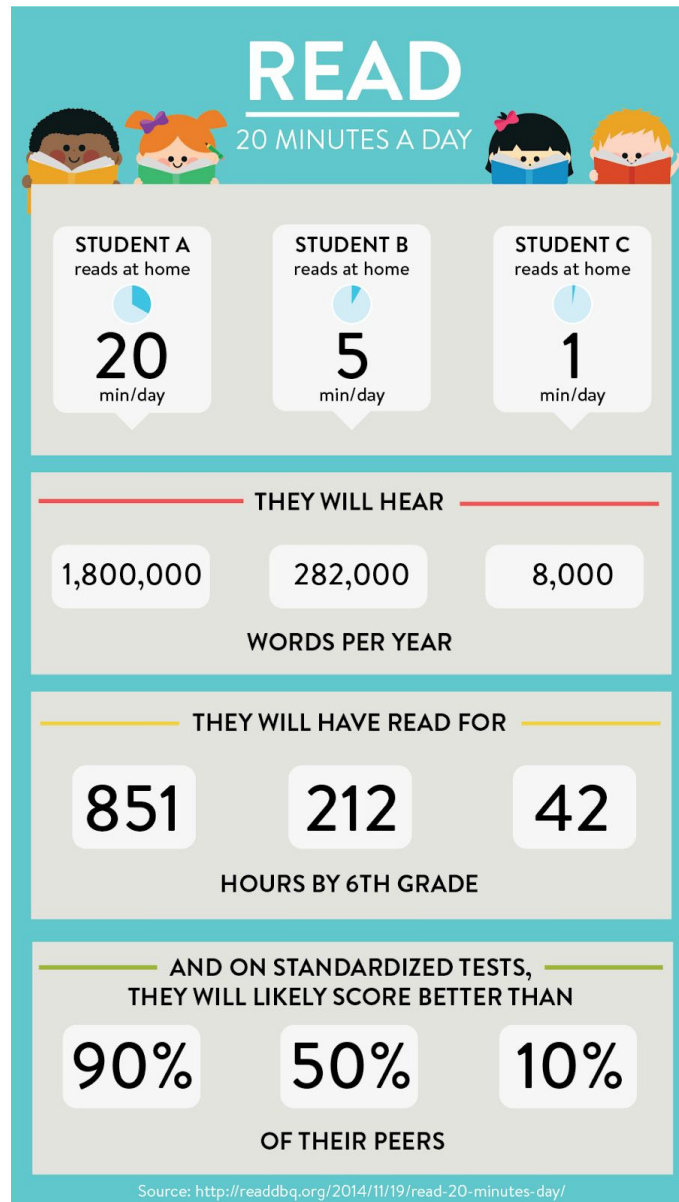 READ
20 MINUTES A DAY
STUDENT A
reads at home
20
min/day
STUDENT B
reads at home
5
min/day
STUDENT C
reads at home
1
min/day
THEY WILL HEAR
1,800,000 282,000 8,000
WORDS PER YEAR
THEY WILL HAVE READ FOR
851 212 42
HOURS BY 6TH GRADE
AND ON STANDARDIZED TESTS,
THEY WILL LIKELY SCORE BETTER THAN
90% 50% 10%
OF THEIR PEERS
Source: http://readdbq.org/2014/11/19/read-20-minutes-day/